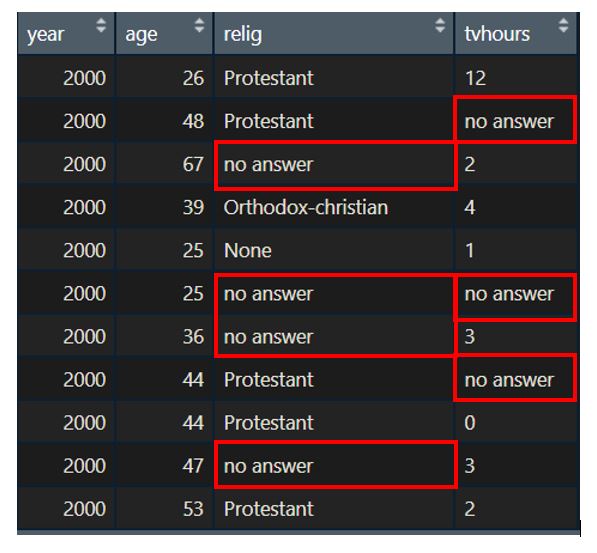 year age relig tvhours
2000 26 Protestant 12
2000 48 Protestant no answer
2000 67 no answer 2
2000 39 Orthodox-christian 4
2000 25 None 1
2000 25 no answer no answer
2000 36 no answer 3
2000 44 Protestant no answer
2000 44 Protestant 0
2000 47 no answer 3
2000 53 Protestant 2